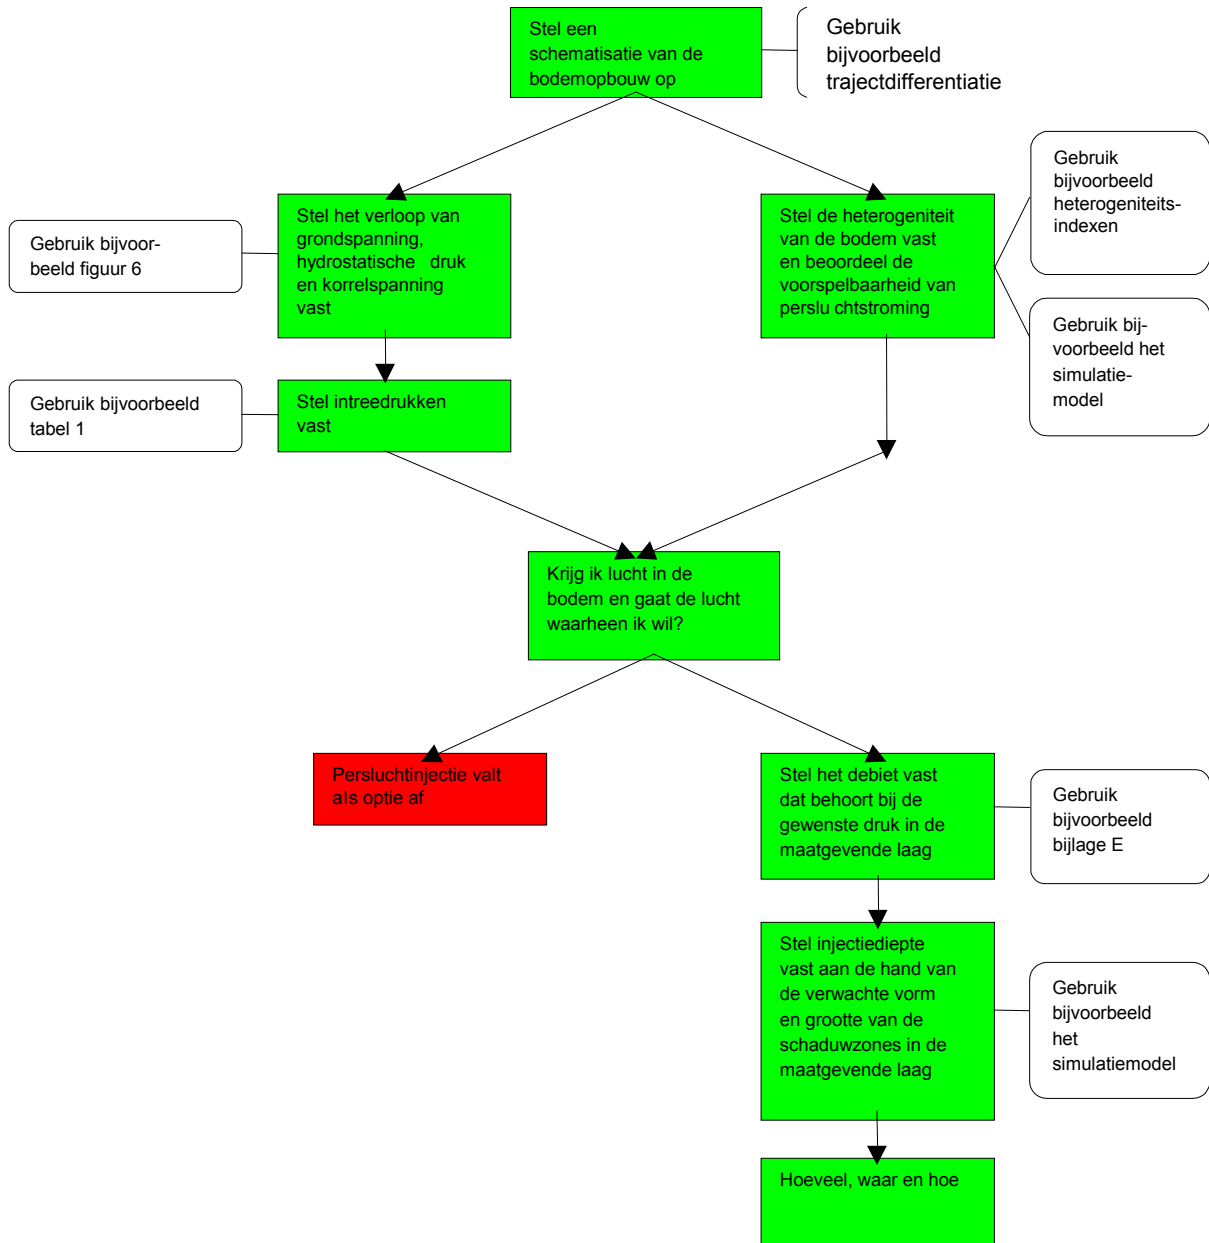 Stel een
schematisatie van de
bodemopbouw op
Gebruik
bijvoorbeeld
trajectdifferentiatie
Gebruik bijvoor-
beeld figuur 6
Stel het verloop van
grondspanning,
hydrostatische druk
en korrelspanning
vast
Stel de heterogeniteit
van de bodem vast
en beoordeel de
voorspelbaarheid van
perslu chtstroming
Gebruik
bijvoorbeeld
heterogeniteits-
indexen
Gebruik bij-
voorbeeld het
simulatie-
model
Gebruik bijvoorbeeld
tabel 1
Stel intreedrukken
vast
Krijg ik lucht in de
bodem en gaat de lucht
waarheen ik wil?
Persluchtinjectie valt
als optie af
Stel het debiet vast
dat behoort bij de
gewenste druk in de
maatgevende laag
Gebruik
bijvoorbeeld
bijlage E
Stel injectiediepte
vast aan de hand van
de verwachte vorm
en grootte van de
schaduwzones in de
maatgevende laag
Gebruik
bijvoorbeeld
het
simulatiemodel
Hoeveel, waar en hoe